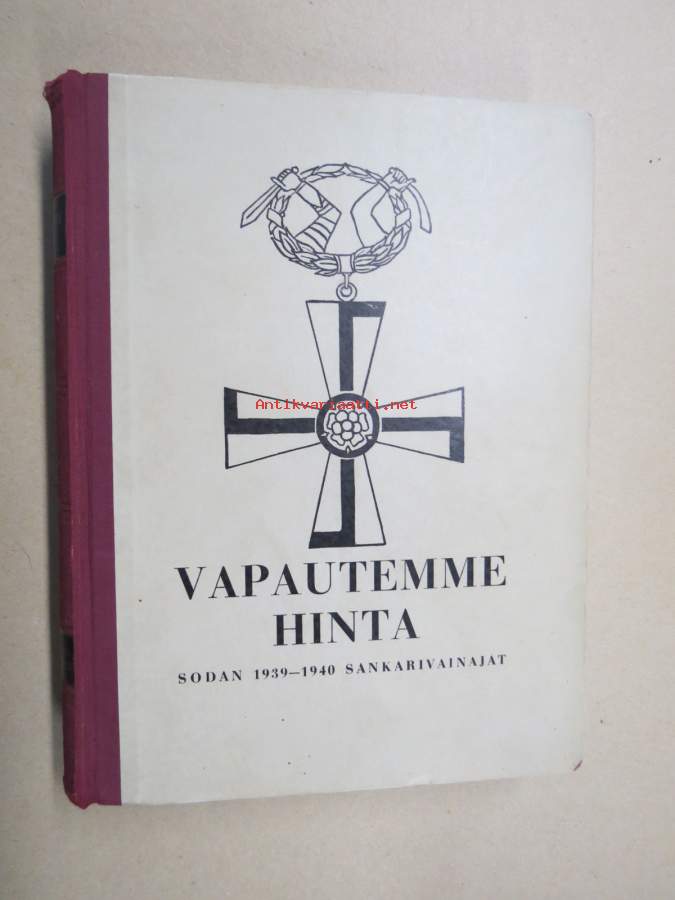 Antikvariaatti.net
VAPAUTEMME
HINTA
SODAN 1939—1940 SANKARIVAINAJAT